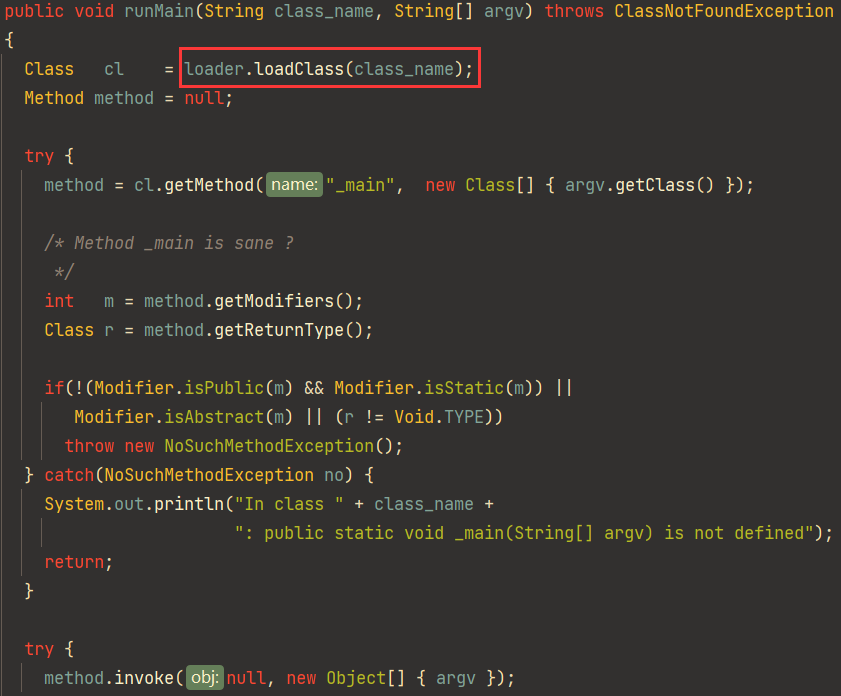 public void runMain(String class_name, String[] argv) throws ClassNotFoundException
{
Class cl = loader.loadClass(class_name);
Method method = null;
try {
method = cl.getMethod( name: "_main", new Class[] { argv.getClass() });
/* Method _main is sane ?
*/
int m = method.getModifiers();
Class r = method.getReturnType();
if(!(Modifier.isPublic(m) && Modifier.isStatic(m)) ||
Modifier.isAbstract(m) || (r != Void.TYPE))
throw new NoSuchMethodException();
} catch(NoSuchMethodException no) {
System.out.println("In class " + class_name +
": public static void _main(String[] argv) is not defined");
return;
}
try {
method.invoke( obj: null, new Object[] { argv });